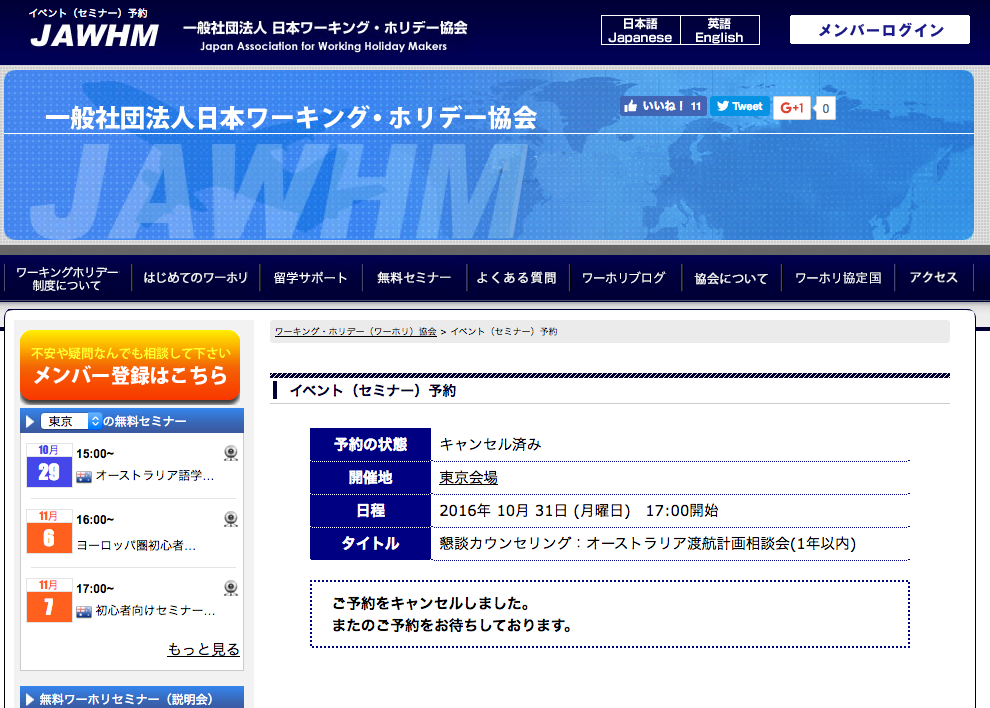 イベント（セミナー）予約
JAWHM
一般社団法人 日本ワーキング・ホリデー協会
Japan Association for Working Holiday Makers
日本語
Japanese
英語
English
メンバーログイン
一般社団法人日本ワーキング・ホリデー協会
いいね！ 11
Tweet
G+1
0
JAWHM
ワーキングホリデー
制度について
はじめてのワーホリ
留学サポート
無料セミナー
よくある質問
ワーホリブログ
協会について
ワーホリ協定国
アクセス
不安や疑問なんでも相談して下さい
メンバー登録はこちら
東京 の無料セミナー
10月
29
15:00~
オーストラリア語学...
11月
6
16:00~
ヨーロッパ圏初心者...
11月
7
17:00~
初心者向けセミナー...
もっと見る
無料ワーホリセミナー（説明会）
ワーキング・ホリデー（ワーホリ）協会 > イベント（セミナー）予約
イベント（セミナー）予約
予約の状態 キャンセル済み
開催地 東京会場
日程 2016年 10月 31日 (月曜日)　17:00開始
タイトル 懇談カウンセリング：オーストラリア渡航計画相談会(1年以内)
ご予約をキャンセルしました。
またのご予約をお待ちしております。